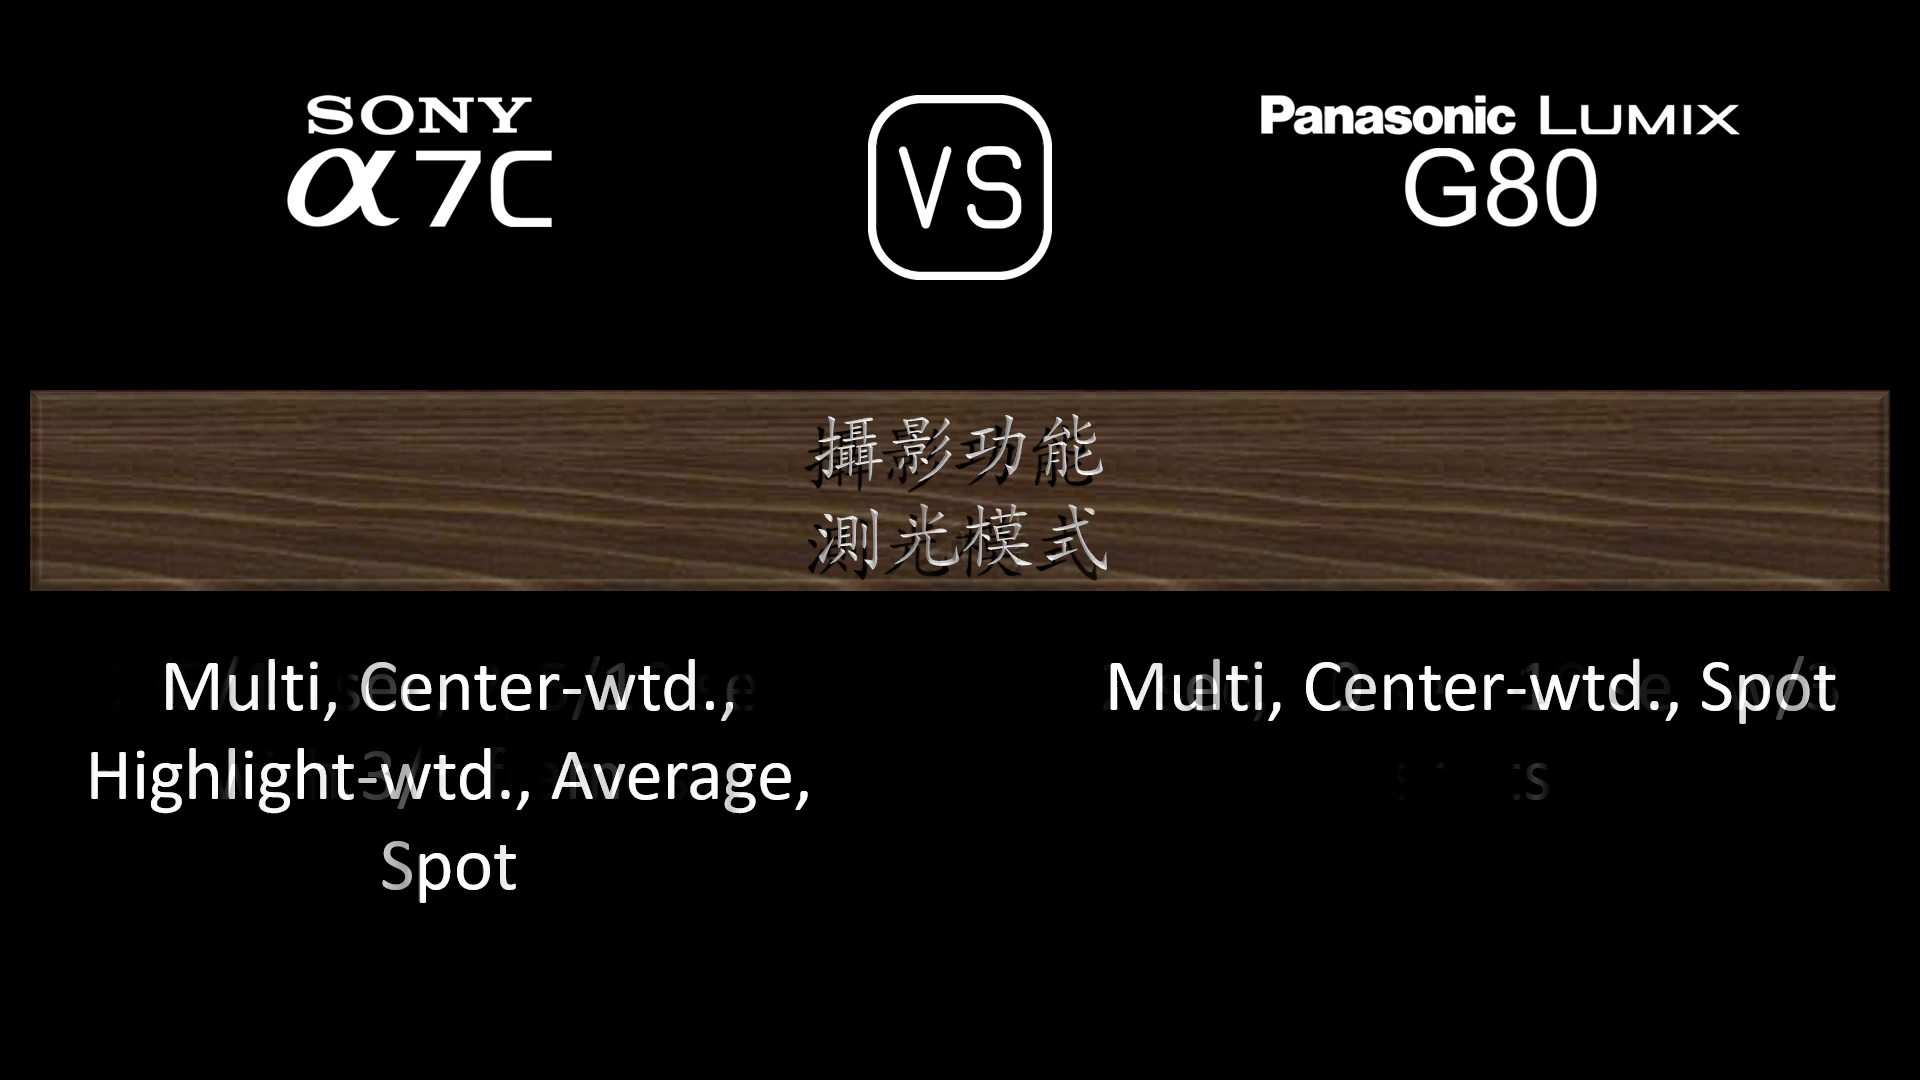 SONY
α7C
VS
Panasonic LUMIX
G80
攝影功能
測光模式
Multi, Center-wtd.,
Highlight-wtd., Average,
Spot
Multi, Center-wtd., Spot